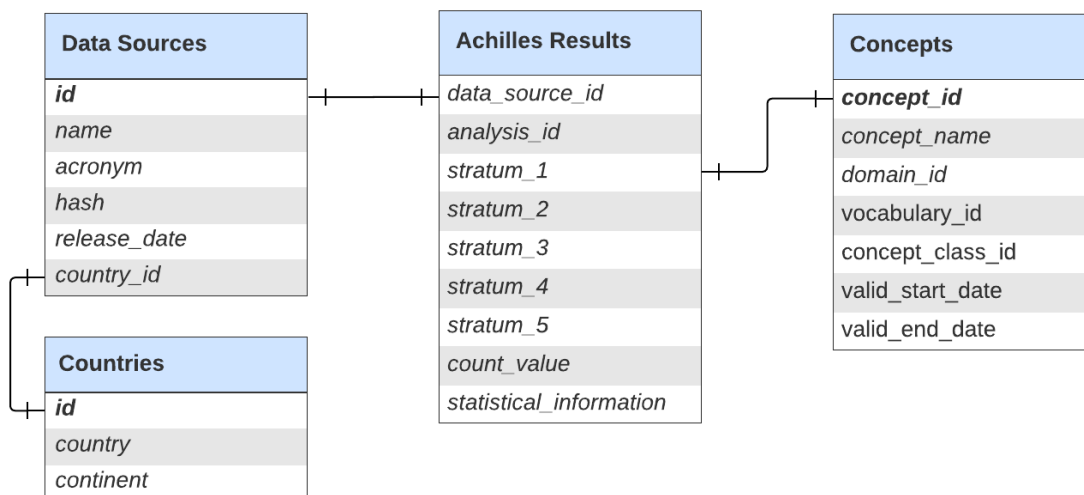 Data Sources
id
name
acronym
hash
release_date
country_id
Countries
id
country
continent
Achilles Results
data_source_id
analysis_id
stratum_1
stratum_2
stratum_3
stratum_4
stratum_5
count_value
statistical_information
Concepts
concept_id
concept_name
domain_id
vocabulary_id
concept_class_id
valid_start_date
valid_end_date